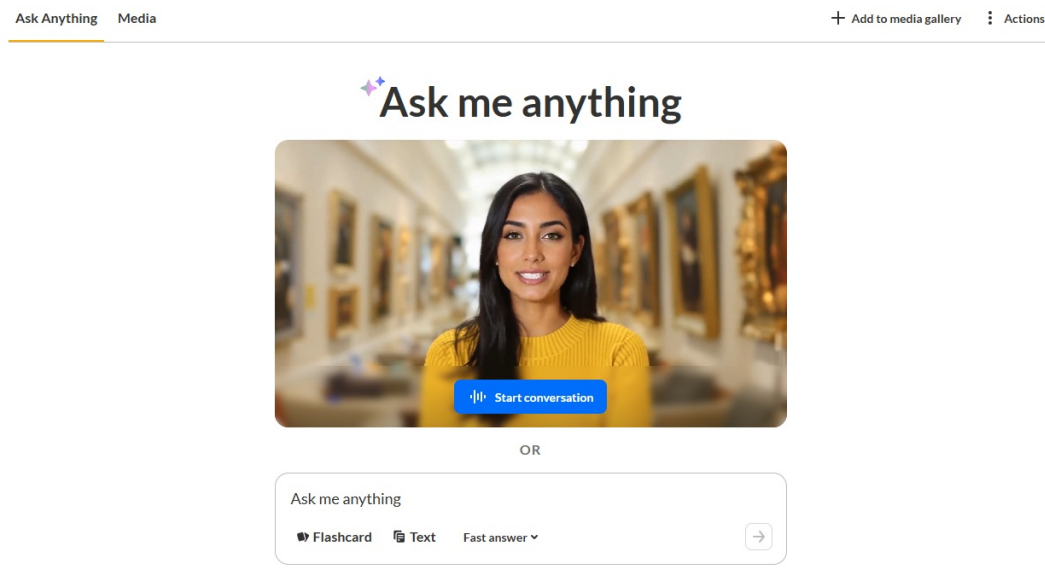 Ask Anything Media
Add to media gallery Actions
Ask me anything
Start conversation
OR
Ask me anything
Flashcard Text Fast answer